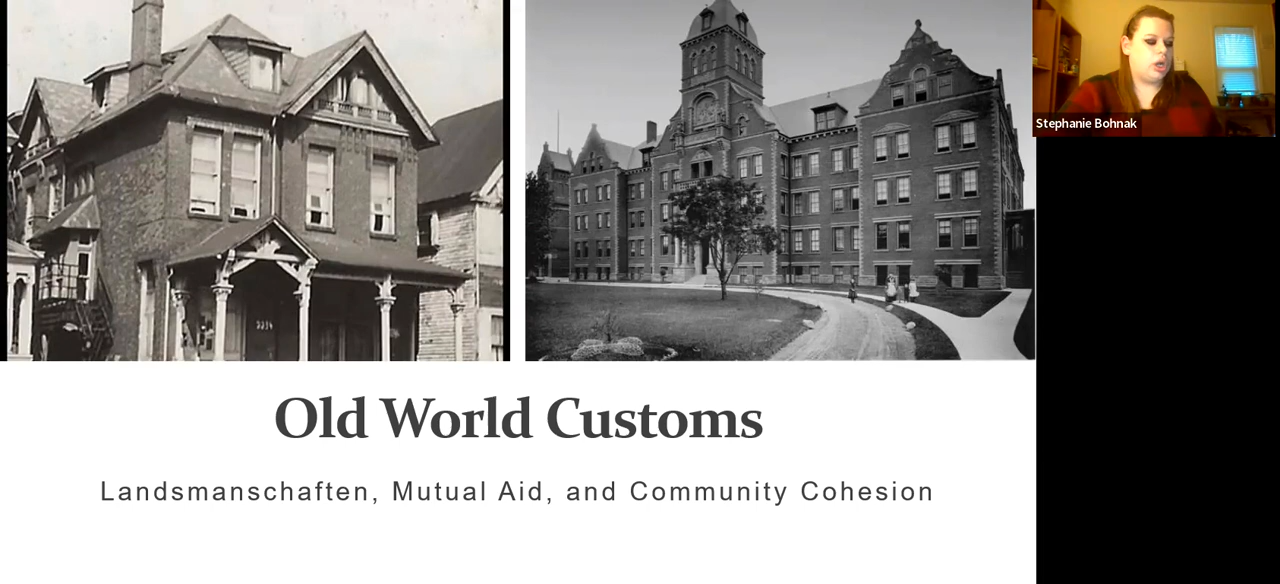 Stephanie Bohnak
Old World Customs
Landsmanschaften, Mutual Aid, and Community Cohesion